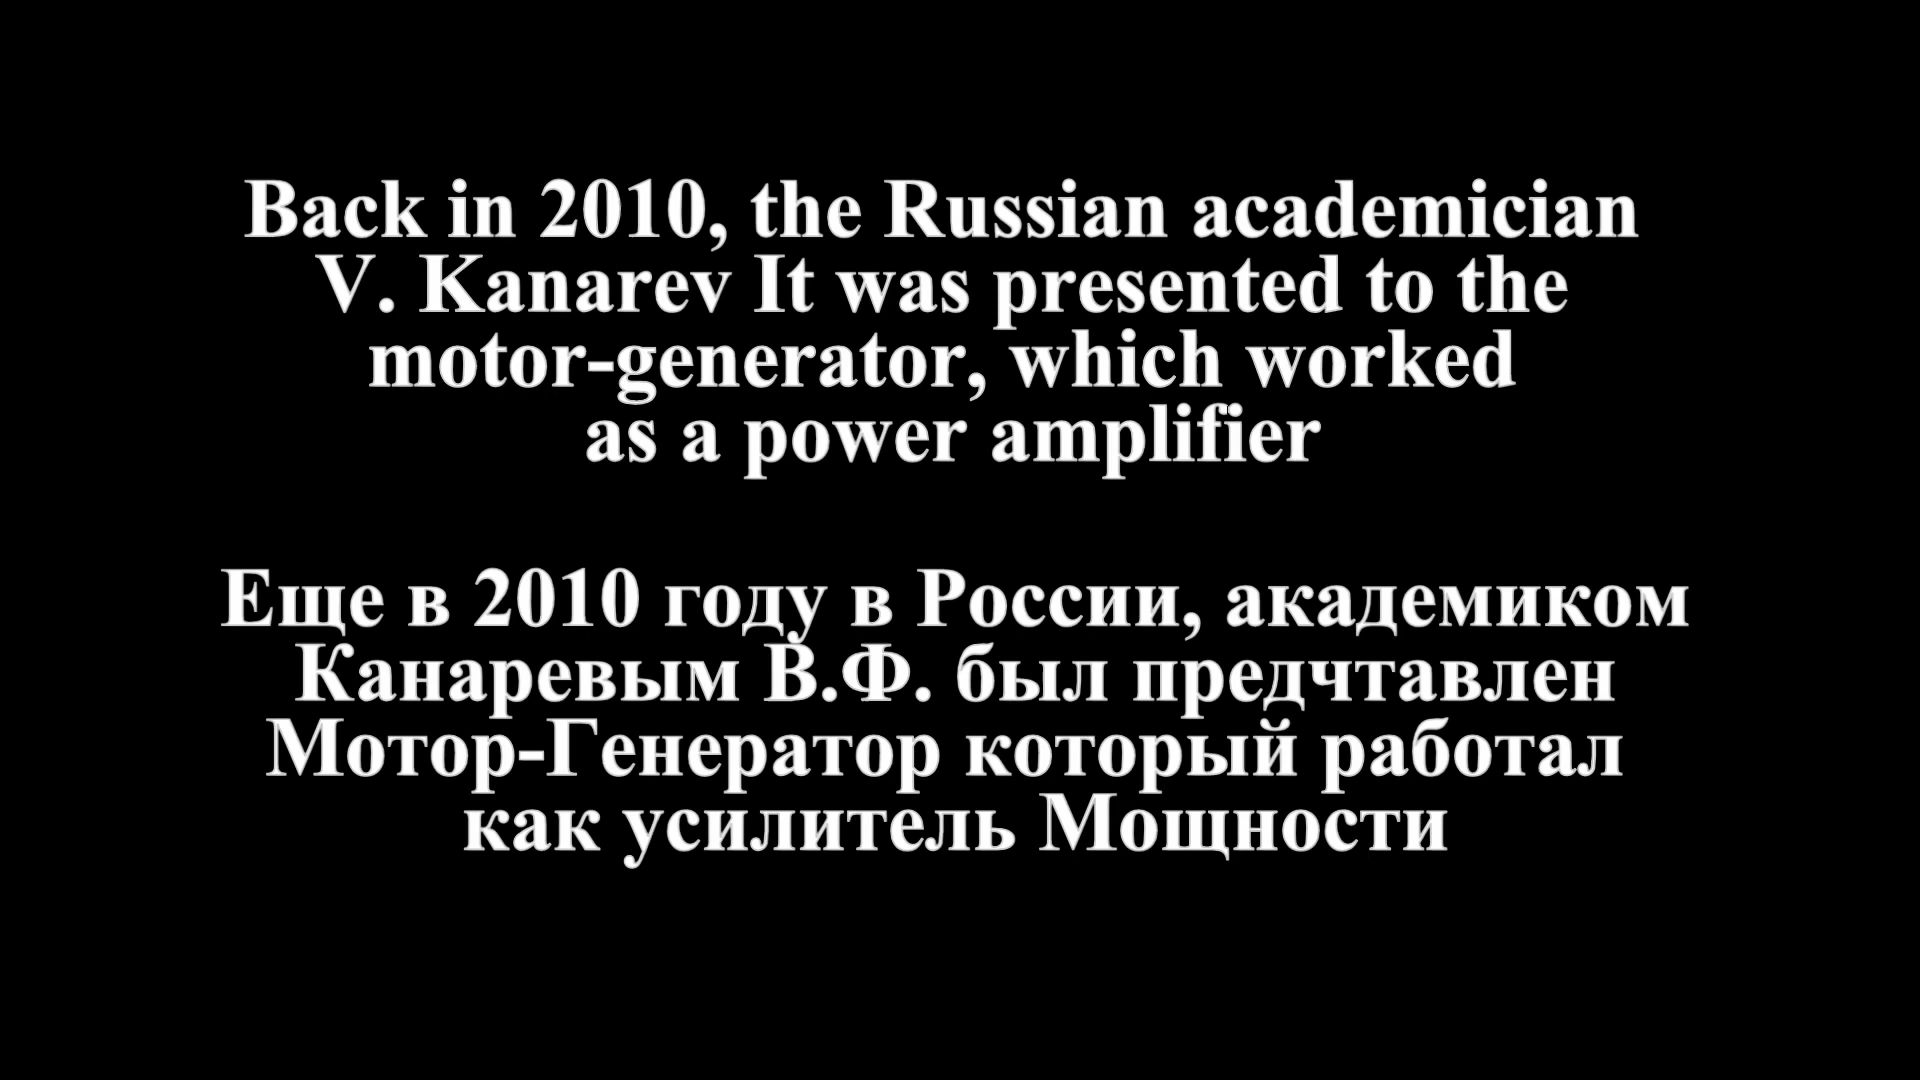 Back in 2010, the Russian academician
V. Kanarev It was presented to the
motor-generator, which worked
as a power amplifier
Еще в 2010 году в России, академиком
Канаревым В.Ф. был предчтавлен
Мотор-Генератор который работал
как усилитель Мощности